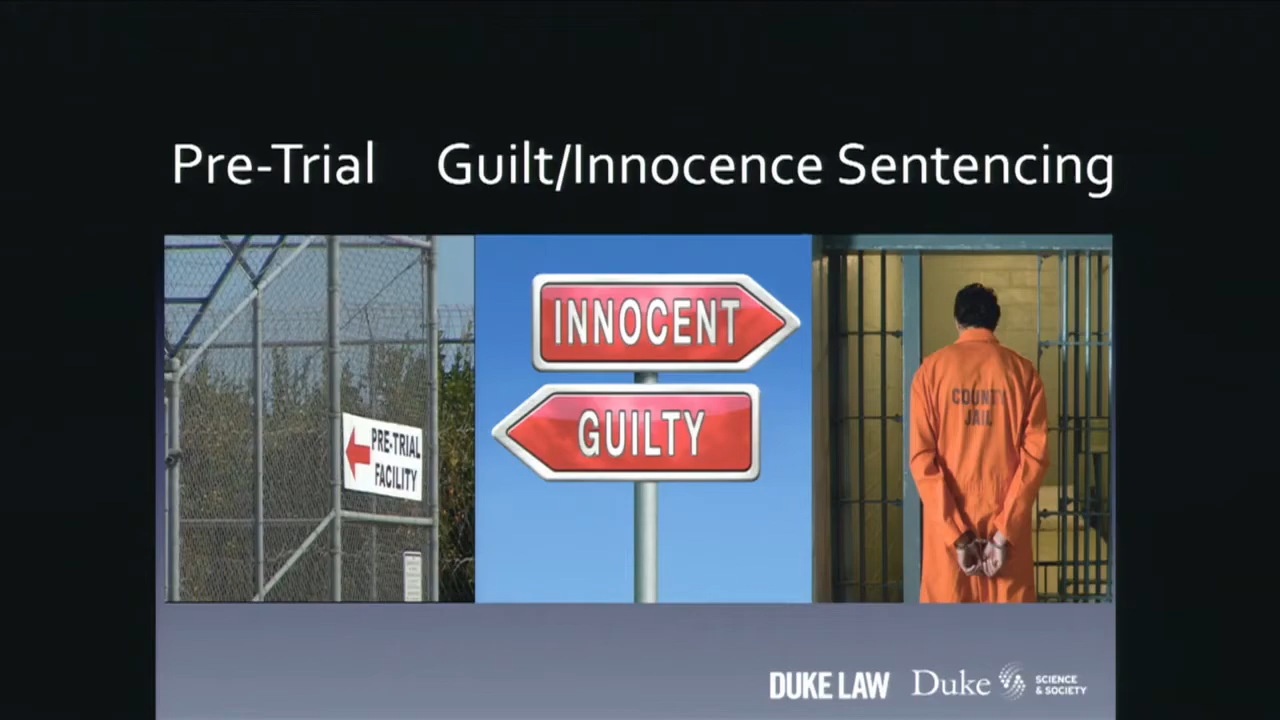 Pre-Trial Guilt/Innocence Sentencing
INNOCENT
GUILTY
PRE-TRIAL
FACILITY
COUNTY
JAIL
DUKE LAW
Duke
SCIENCE
& SOCIETY